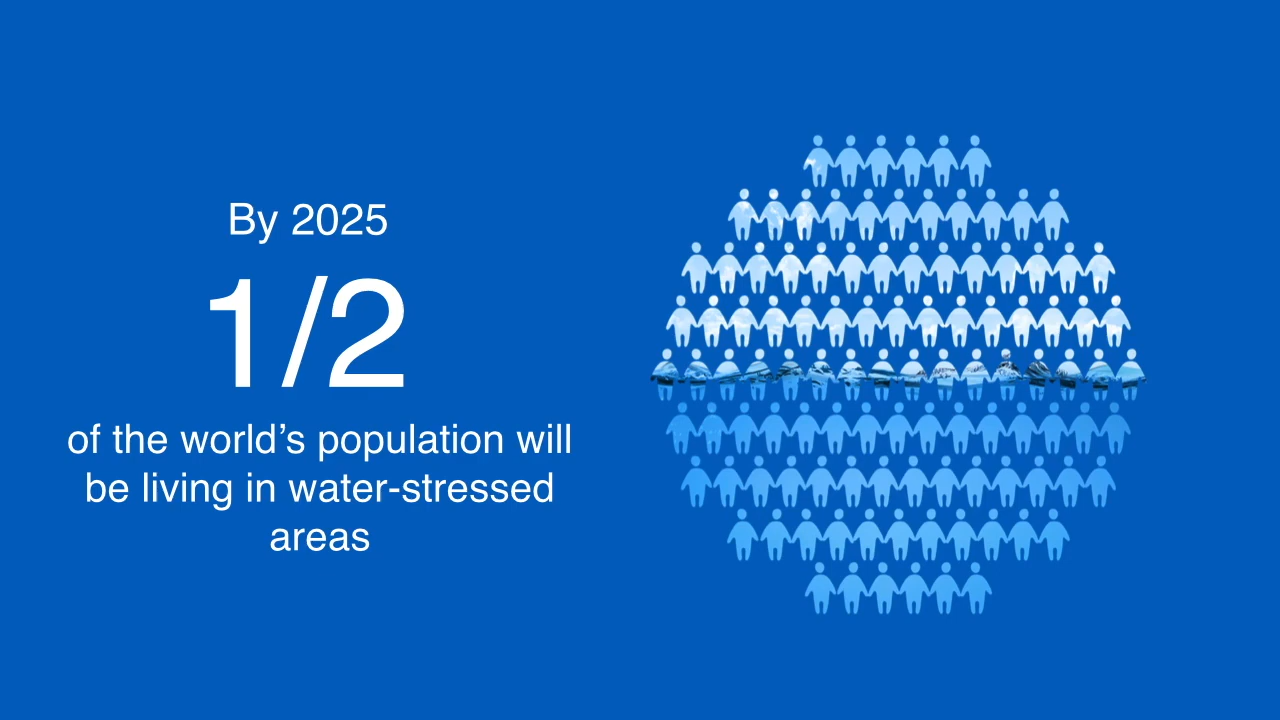 By 2025
1/2
of the world’s population will
be living in water-stressed
areas